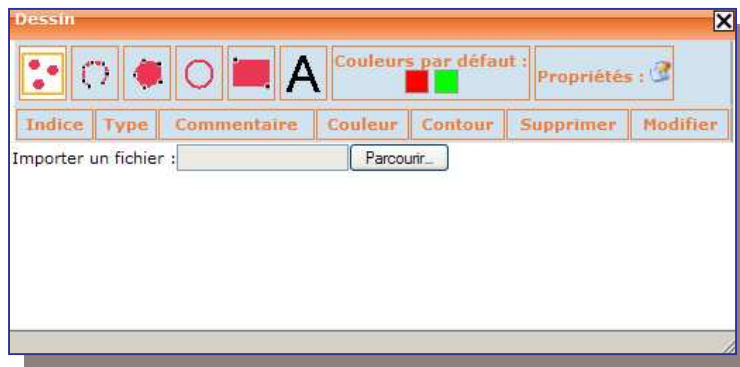 Dessin
A
Couleurs par défaut :
Propriétés :
Indice Type Commentaire Couleur Contour Supprimer Modifier
Importer un fichier : Parcourir...